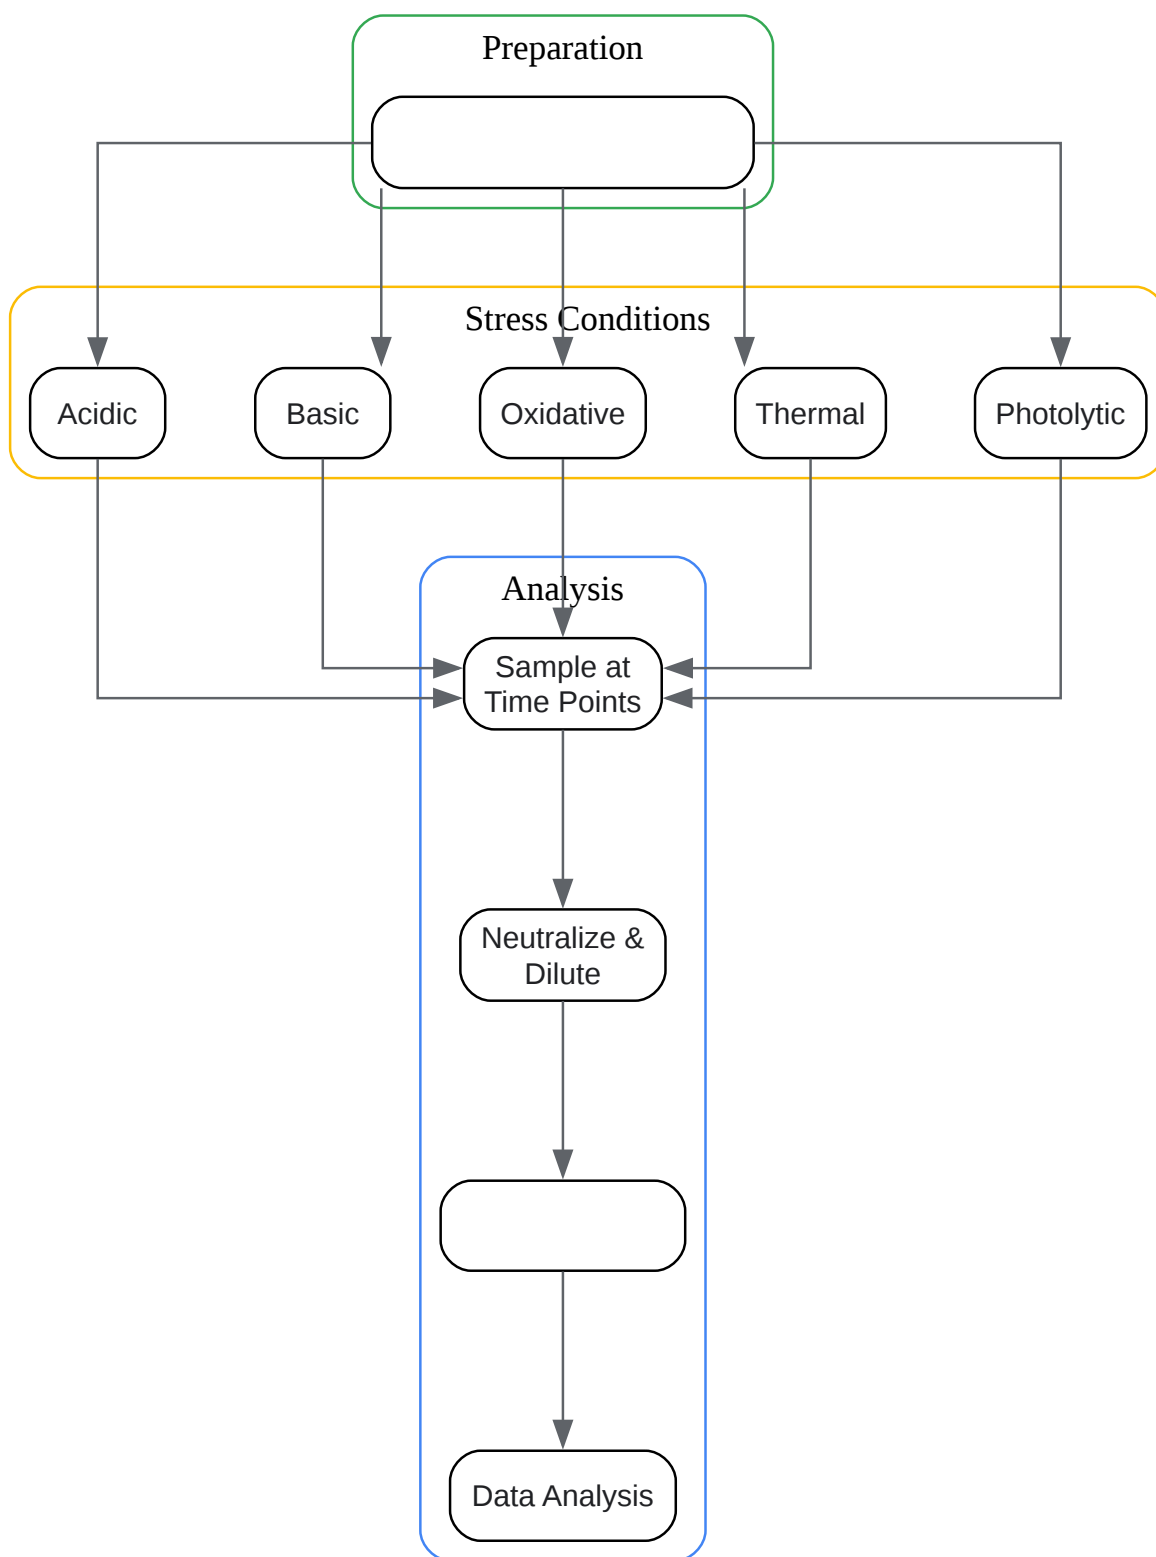 Preparation
Stress Conditions
Acidic
Basic
Oxidative
Thermal
Photolytic
Analysis
Sample at
Time Points
Neutralize &
Dilute
Data Analysis